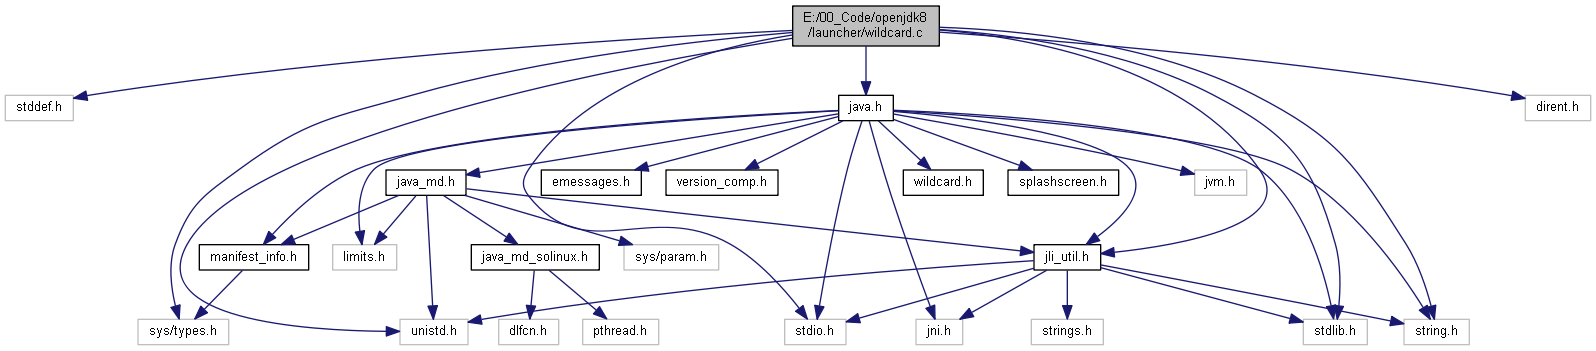 E:/00_Code/openjdk8
/launcher/wildcard.c
stddef.h
java.h
dirent.h
java_md.h
emessages.h
version_comp.h
wildcard.h
splashscreen.h
jvm.h
manifest_info.h
limits.h
java_md_solinux.h
sys/param.h
jli_util.h
sys/types.h
unistd.h
dlfcn.h
pthread.h
stdio.h
jni.h
strings.h
stdlib.h
string.h